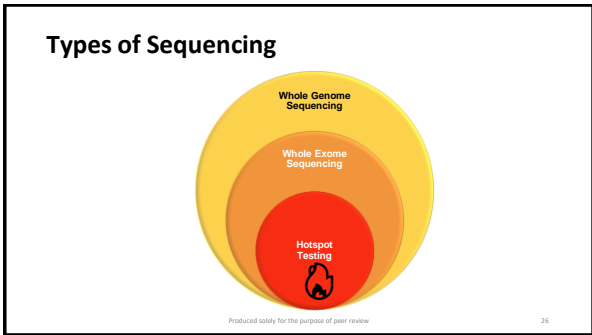 Types of Sequencing
Whole Genome
Sequencing
Whole Exome
Sequencing
Hotspot
Testing
Produced solely for the purpose of peer review
26